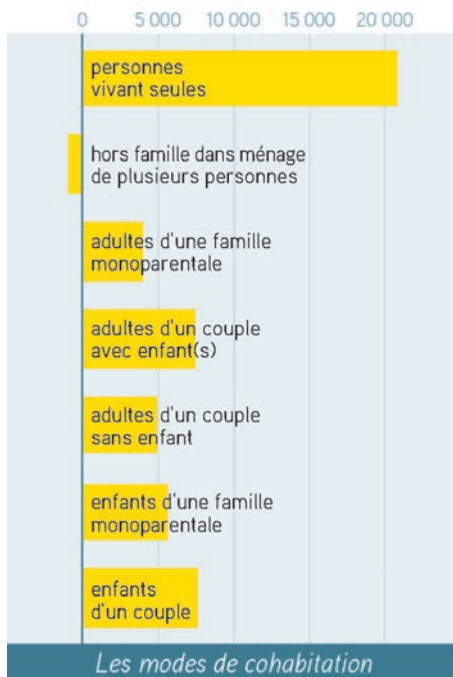 0 5 000 10 000 15 000 20 000
personnes
vivant seules
hors famille dans ménage
de plusieurs personnes
adultes d'une famille
monoparentale
adultes d'un couple
avec enfant(s)
adultes d'un couple
sans enfant
enfants d'une famille
monoparentale
enfants
d'un couple
Les modes de cohabitation